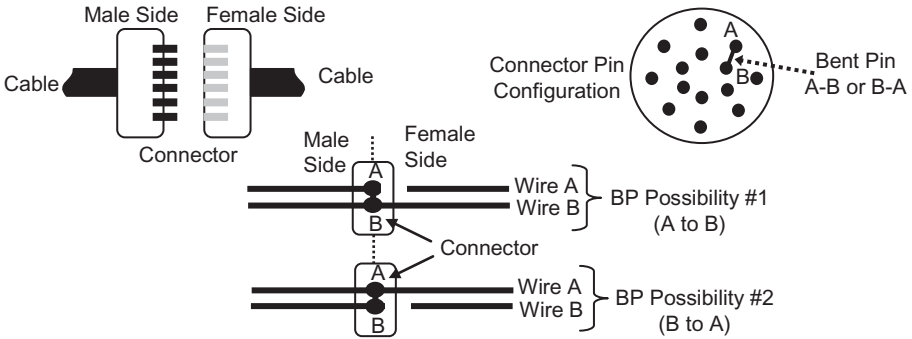 Male Side
Female Side
Cable
Cable
Connector
Connector Pin
Configuration
A
B
Bent Pin
A-B or B-A
Male
Side
Female
Side
A
B
Wire A
Wire B
BP Possibility #1
(A to B)
Connector
A
B
Wire A
Wire B
BP Possibility #2
(B to A)